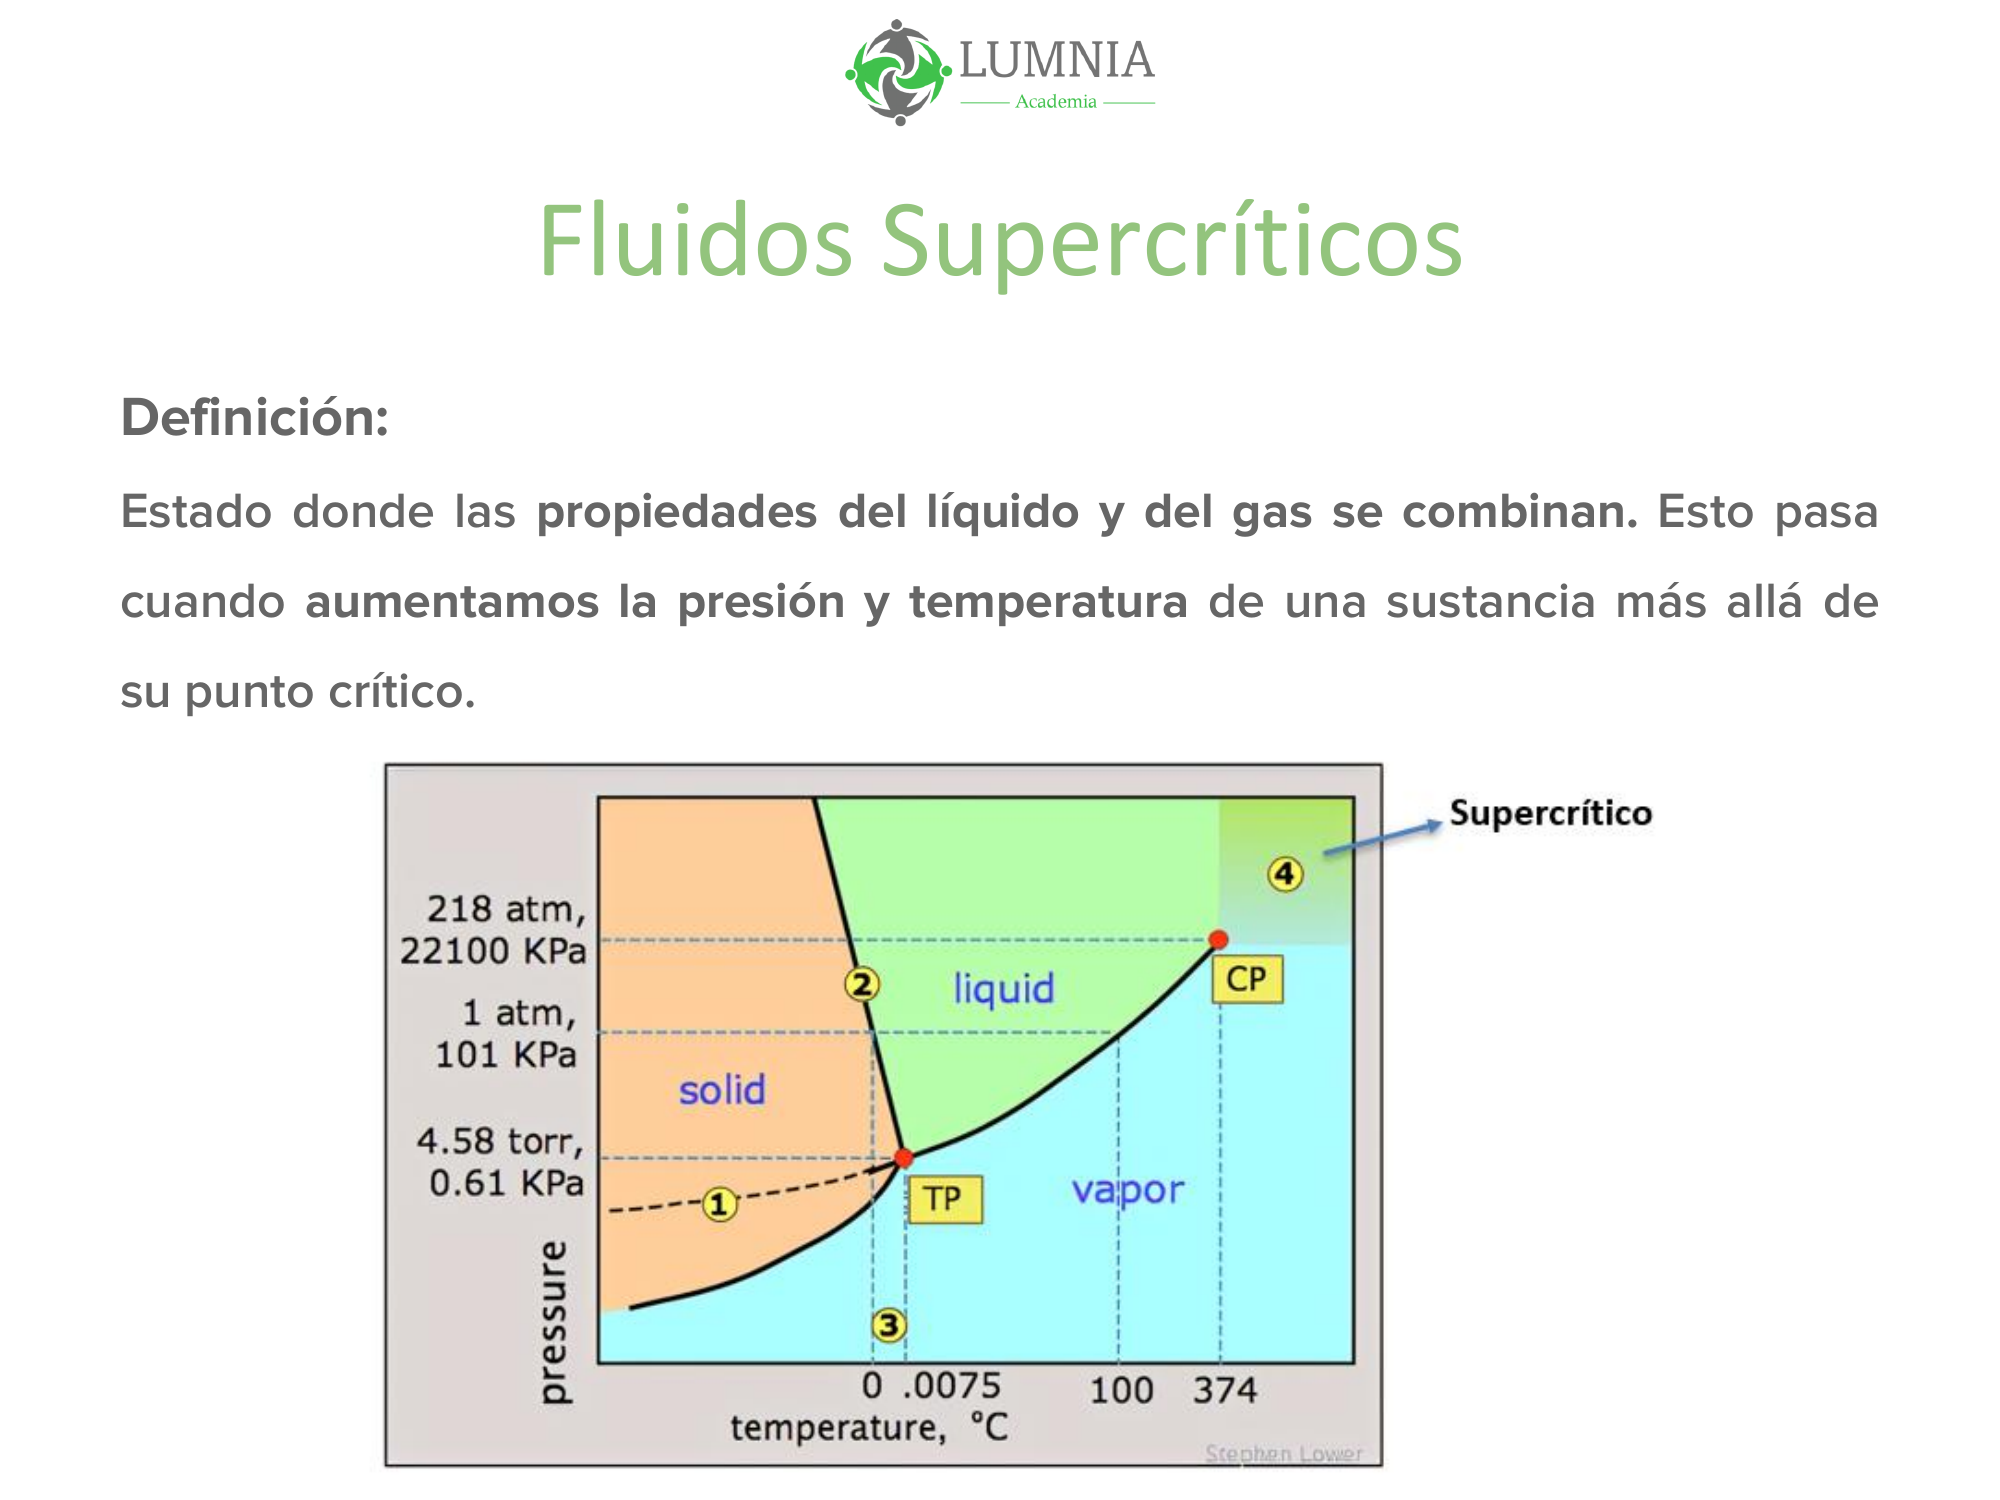 LUMNIA
Academia
Fluidos Supercríticos
Definición:
Estado donde las propiedades del líquido y del gas se combinan. Esto pasa
cuando aumentamos la presión y temperatura de una sustancia más allá de
su punto crítico.
Supercrítico
4
218 atm,
22100 KPa
CP
2
liquid
1 atm,
101 KPa
solid
4.58 torr,
0.61 KPa
1
TP
vapor
pressure
3
0 .0075 100 374
temperature, °C
Stephen Lower